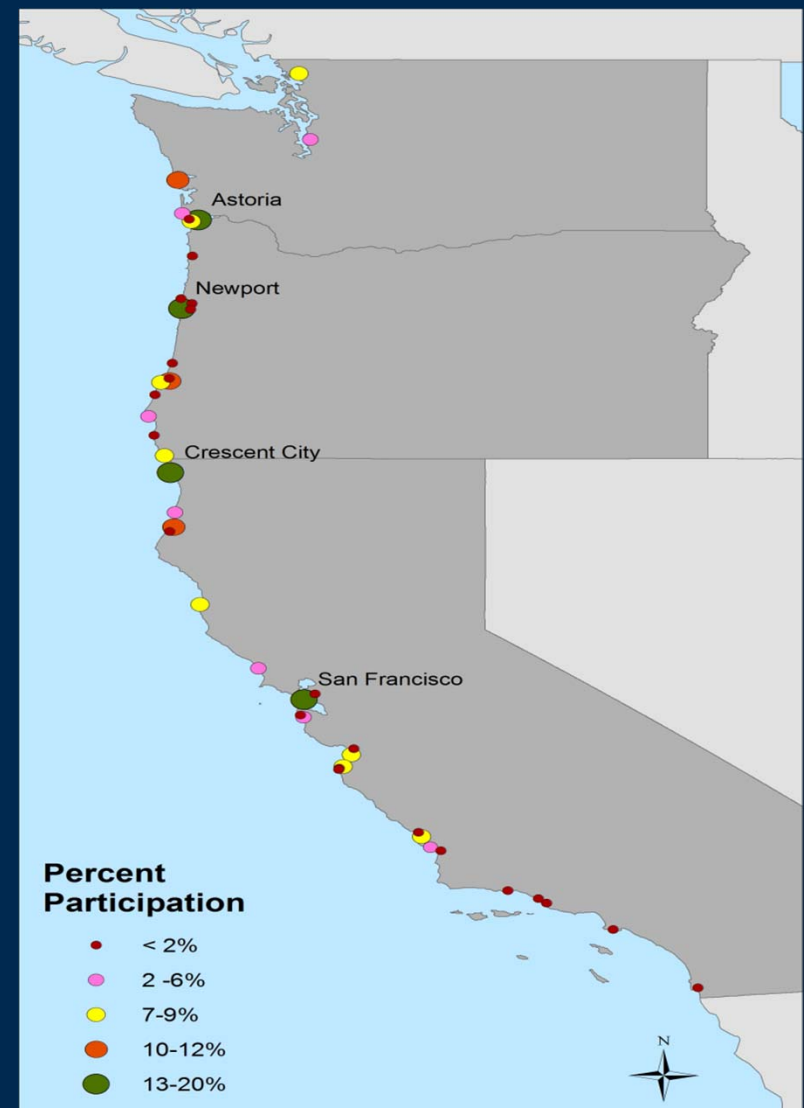 Astoria
Newport
Crescent City
San Francisco
Percent
Participation
< 2%
2 -6%
7-9%
10-12%
13-20%
N